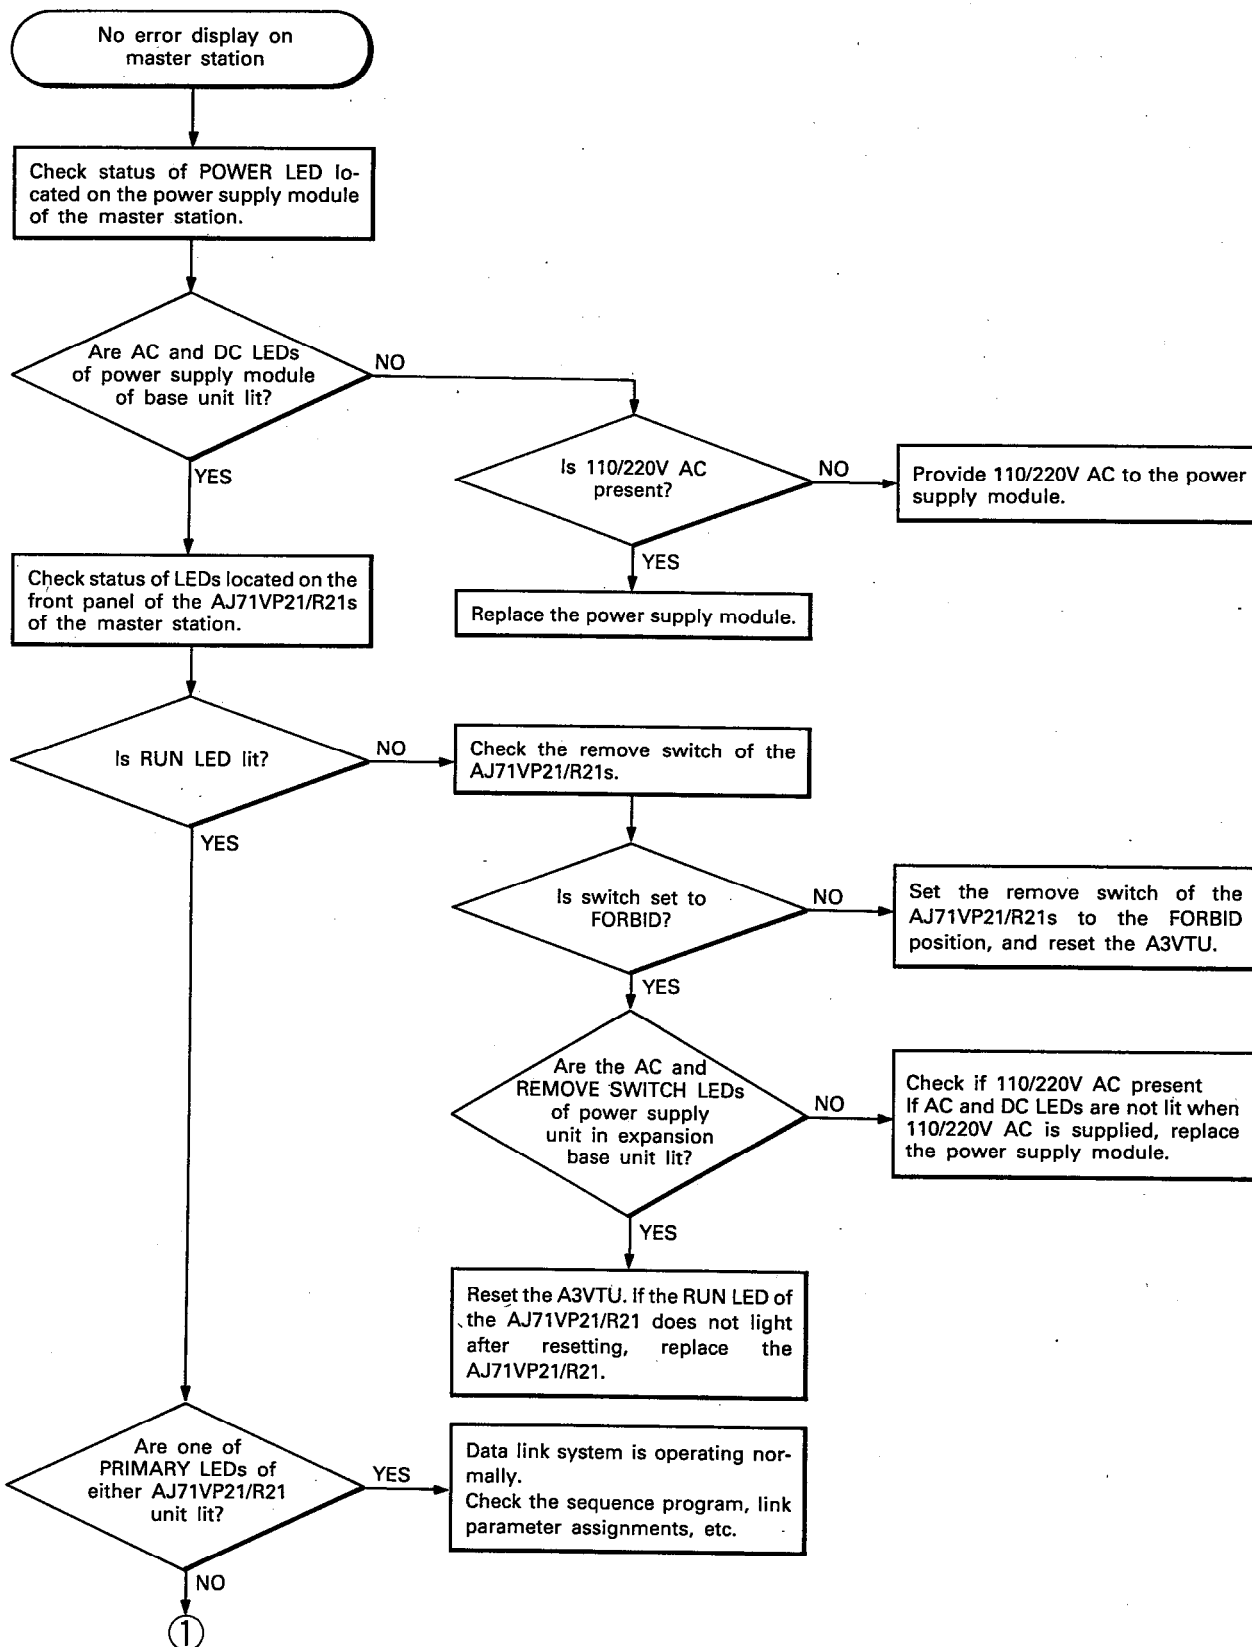 No error display on
master station
Check status of POWER LED lo-
cated on the power supply module
of the master station.
Are AC and DC LEDs
of power supply module
of base unit lit?
NO
YES
Is 110/220V AC
present?
NO
Provide 110/220V AC to the power
supply module.
YES
Replace the power supply module.
Check status of LEDs located on the
front panel of the AJ71VP21/R21s
of the master station.
Is RUN LED lit?
NO
Check the remove switch of the
AJ71VP21/R21s.
YES
Is switch set to
FORBID?
NO
Set the remove switch of the
AJ71VP21/R21s to the FORBID
position, and reset the A3VTU.
YES
Are the AC and
REMOVE SWITCH LEDs
of power supply
unit in expansion
base unit lit?
NO
Check if 110/220V AC present
If AC and DC LEDs are not lit when
110/220V AC is supplied, replace
the power supply module.
YES
Reset the A3VTU. If the RUN LED of
the AJ71VP21/R21 does not light
after resetting, replace the
AJ71VP21/R21.
Are one of
PRIMARY LEDs of
either AJ71VP21/R21
unit lit?
YES
Data link system is operating nor-
mally.
Check the sequence program, link
parameter assignments, etc.
NO
①